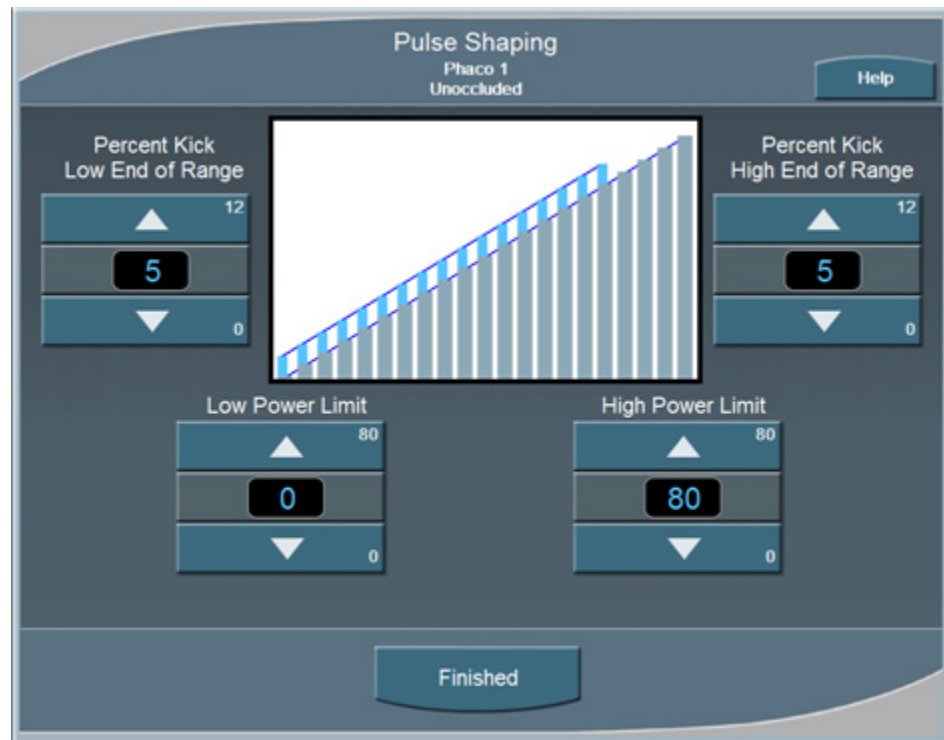 Pulse Shaping
Phaco 1
Unoccluded
Help
Percent Kick
Low End of Range
12
5
0
Percent Kick
High End of Range
12
5
0
Low Power Limit
80
0
0
High Power Limit
80
80
0
Finished